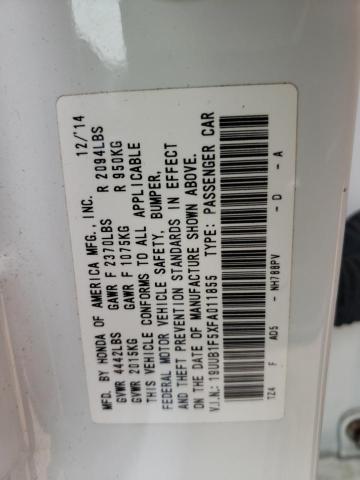 MFD. BY HONDA OF AMERICA MFG., INC. 12/'14
GVWR 4442LBS GAWR F 2370LBS R 2094LBS
GVWR 2015KG GAWR F 1075KG R 950KG
THIS VEHICLE CONFORMS TO ALL APPLICABLE
FEDERAL MOTOR VEHICLE SAFETY, BUMPER,
AND THEFT PREVENTION STANDARDS IN EFFECT
ON THE DATE OF MANUFACTURE SHOWN ABOVE.
V.I.N.: 19UUB1F5XFA011855 TYPE: PASSENGER CAR
TZ4 F AD5 - NH788PV - D - A